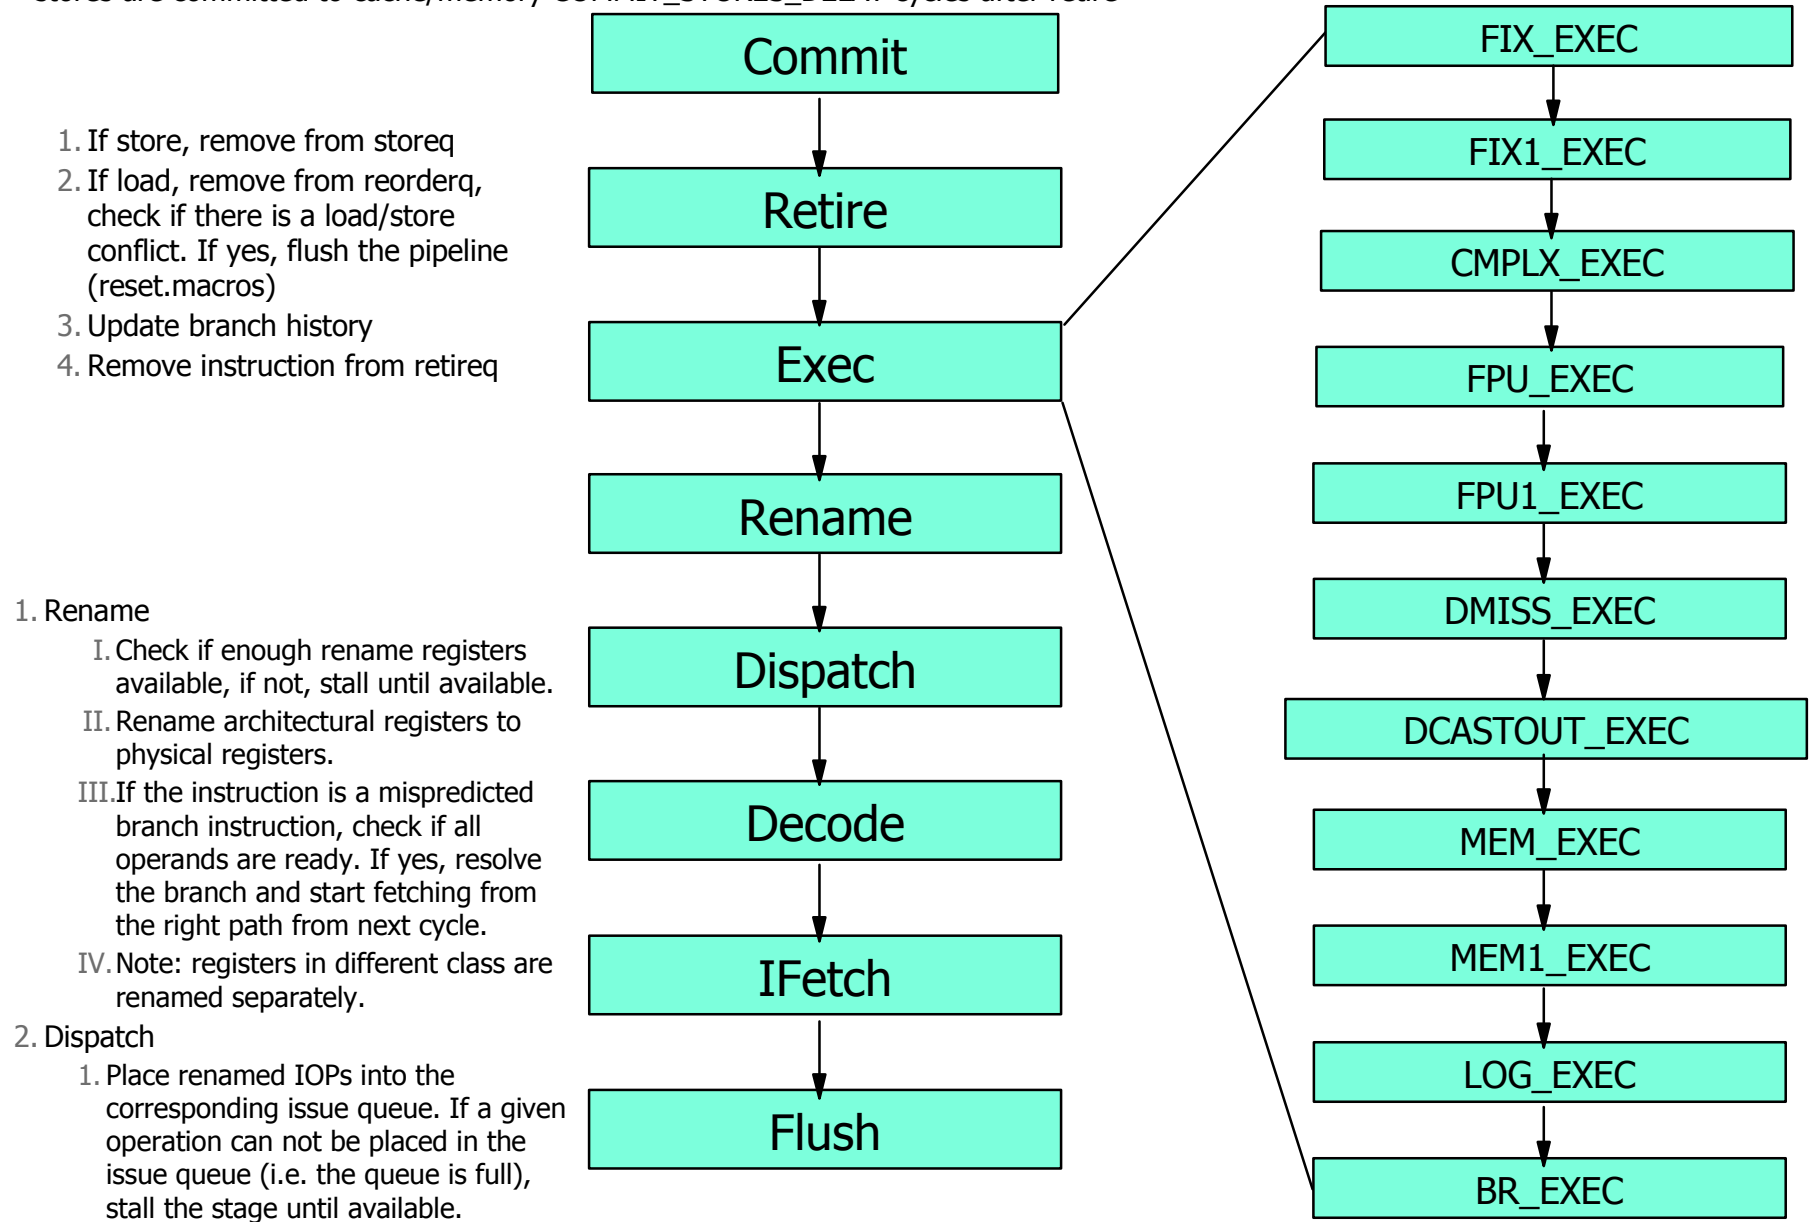 Commit
1. If store, remove from storeq
2. If load, remove from reorderq,
check if there is a load/store
conflict. If yes, flush the pipeline
(reset.macros)
3. Update branch history
4. Remove instruction from retireq
Retire
Exec
Rename
1. Rename
I. Check if enough rename registers
available, if not, stall until available.
II. Rename architectural registers to
physical registers.
III. If the instruction is a mispredicted
branch instruction, check if all
operands are ready. If yes, resolve
the branch and start fetching from
the right path from next cycle.
IV. Note: registers in different class are
renamed separately.
2. Dispatch
1. Place renamed IOPs into the
corresponding issue queue. If a given
operation can not be placed in the
issue queue (i.e. the queue is full),
stall the stage until available.
Dispatch
Decode
IFetch
Flush
FIX_EXEC
FIX1_EXEC
CMPLX_EXEC
FPU_EXEC
FPU1_EXEC
DMISS_EXEC
DCASTOUT_EXEC
MEM_EXEC
MEM1_EXEC
LOG_EXEC
BR_EXEC